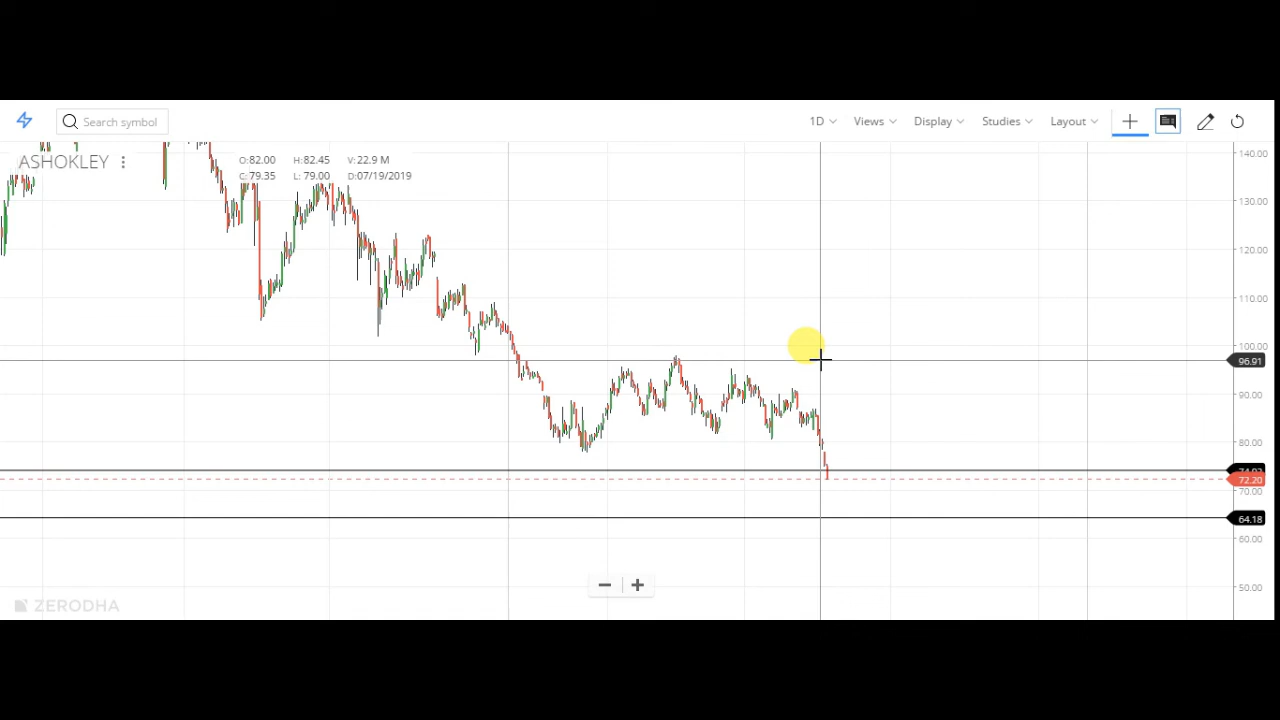 Search symbol
1D Views Display Studies Layout
ASHOKLEY
O:82.00 H:82.45 V:22.9 M
C:79.35 L: 79.00 D:07/19/2019
140.00
130.00
120.00
110.00
100.00
96.91
90.00
80.00
72.20
70.00
64.18
60.00
50.00
ZERODHA